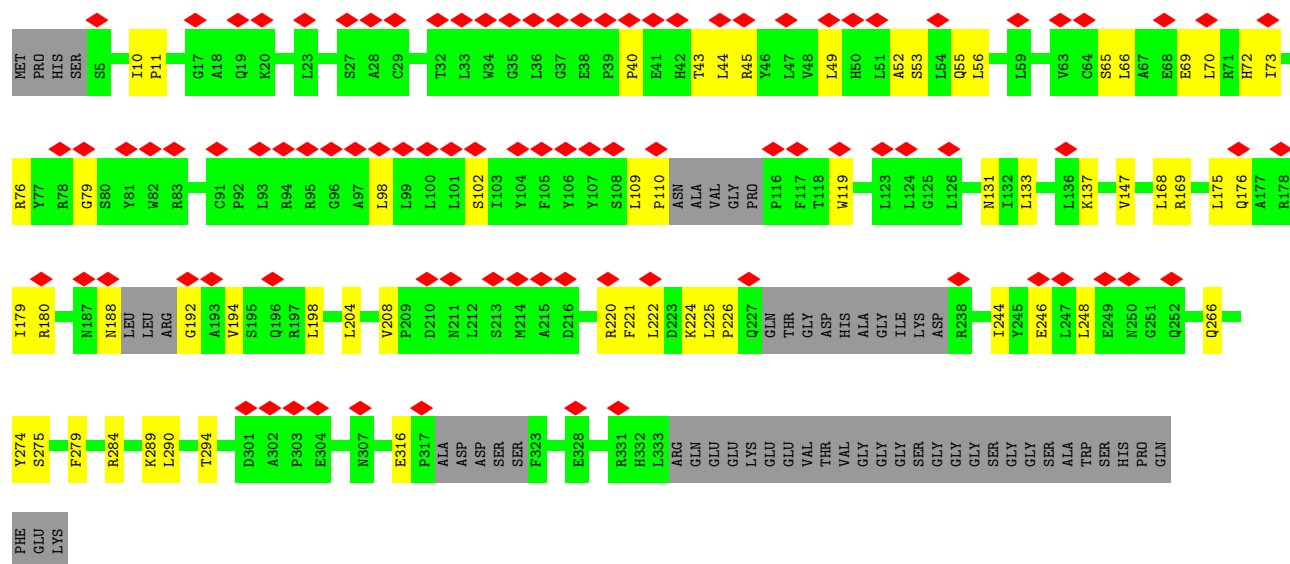 MET PRO HIS SER S5 I10 P11 G17 A18 Q19 K20 L23 S27 A28 C29 T32 L33 W34 G35 L36 G37 E38 P39 P40 E41 H42 T43 L44 R45 Y46 L47 V48 L49 H50 L51 A52 S53 L54 Q55 L56 L59 V63 C64 S65 L66 A67 E68 E69 L70 R71 H72 I73
R76 Y77 R78 G79 S80 Y81 W82 R83 C91 P92 L93 R94 R95 G96 A97 L98 L99 L100 L101 S102 I103 Y104 F105 Y106 Y107 S108 L109 P110 ASN ALA VAL GLY PRO P116 F117 T118 W119 L123 L124 G125 L126 N131 I132 L133 L136 K137 V147 L168 R169 L175 Q176 A177 R178
I179 R180 N187 N188 LEU LEU ARG G192 A193 V194 S195 Q196 R197 L198 L204 V208 P209 D210 N211 L212 S213 M214 A215 D216 R220 F221 L222 D223 K224 L225 P226 Q227 GLN THR GLY ASP HIS ALA GLY ILE LYS ASP R238 I244 Y245 E246 L247 L248 E249 N250 G251 Q252 Q266
Y274 S275 F279 R284 K289 L290 T294 D301 A302 P303 E304 N307 E316 P317 ALA ASP ASP SER SER F323 E328 R331 H332 L333 ARG GLN GLU GLU LYS GLU GLU VAL THR VAL GLY GLY GLY SER GLY GLY GLY SER GLY GLY SER ALA TRP SER HIS PRO GLN
PHE GLU LYS